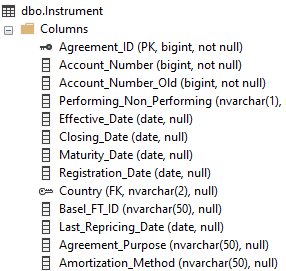 dbo.Instrument
Columns
Agreement_ID (PK, bigint, not null)
Account_Number (bigint, not null)
Account_Number_Old (bigint, not null)
Performing_Non_Performing (nvarchar(1),
Effective_Date (date, null)
Closing_Date (date, null)
Maturity_Date (date, null)
Registration_Date (date, null)
Country (FK, nvarchar(2), null)
Basel_FT_ID (nvarchar(50), null)
Last_Repricing_Date (date, null)
Agreement_Purpose (nvarchar(50), null)
Amortization_Method (nvarchar(50), null)